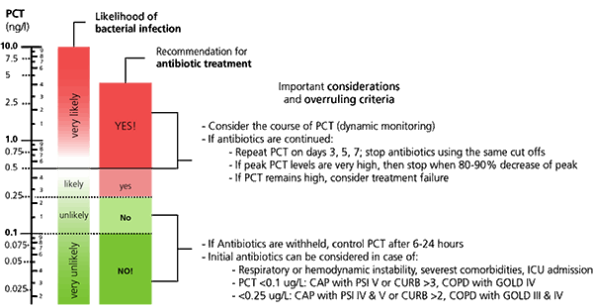 PCT
(ng/l)
Likelihood of
bacterial infection
Recommendation for
antibiotic treatment
10.0
7.5
5
2.5
1.0
0.75
0.5
0.25
0.1
0.075
0.05
0.025
very likely
likely
unlikely
very unlikely
YES!
yes
No
NO!
Important considerations
and overruling criteria
- Consider the course of PCT (dynamic monitoring)
- If antibiotics are continued:
- Repeat PCT on days 3, 5, 7; stop antibiotics using the same cut offs
- If peak PCT levels are very high, then stop when 80-90% decrease of peak
- If PCT remains high, consider treatment failure
- If Antibiotics are withheld, control PCT after 6-24 hours
- Initial antibiotics can be considered in case of:
- Respiratory or hemodynamic instability, severest comorbidities, ICU admission
- PCT <0.1 ug/L: CAP with PSI V or CURB >3, COPD with GOLD IV
- <0.25 ug/L: CAP with PSI IV & V or CURB >2, COPD with GOLD III & IV